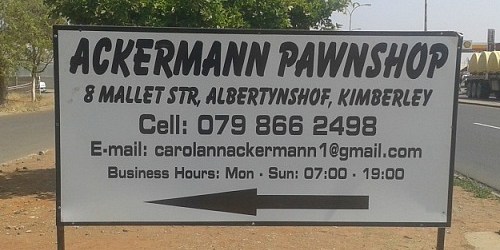 ACKERMANN PAWNSHOP
8 MALLET STR, ALBERTYNSHOF, KIMBERLEY
Cell: 079 866 2498
E-mail: carolannackermann1@gmail.com
Business Hours: Mon - Sun: 07:00 - 19:00